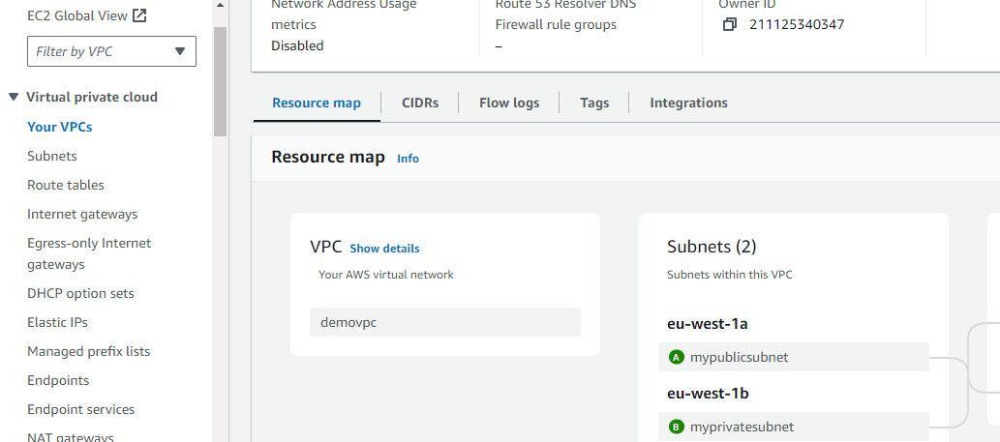 EC2 Global View
Filter by VPC
Virtual private cloud
Your VPCs
Subnets
Route tables
Internet gateways
Egress-only Internet
gateways
DHCP option sets
Elastic IPs
Managed prefix lists
Endpoints
Endpoint services
NAT gateways
Network Address Usage
metrics
Disabled
Route 53 Resolver DNS
Firewall rule groups
–
Owner ID
211125340347
Resource map
CIDRs
Flow logs
Tags
Integrations
Resource map Info
VPC Show details
Your AWS virtual network
demovpc
Subnets (2)
Subnets within this VPC
eu-west-1a
A mypublicsubnet
eu-west-1b
B myprivatesubnet